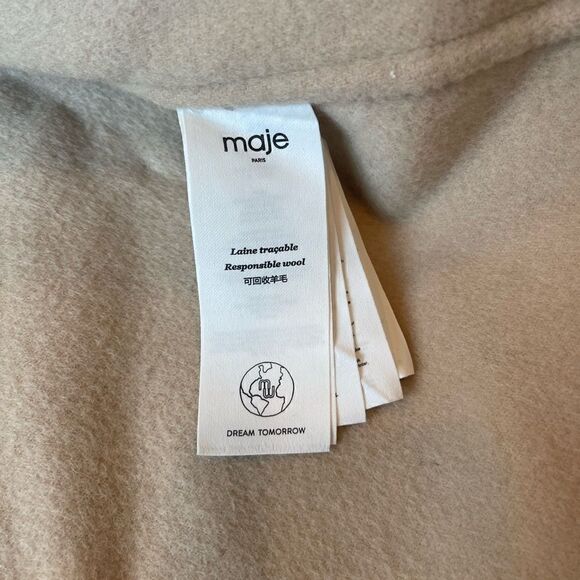 maje
PARIS
Laine traçable
Responsible wool
可回收羊毛
DREAM TOMORROW